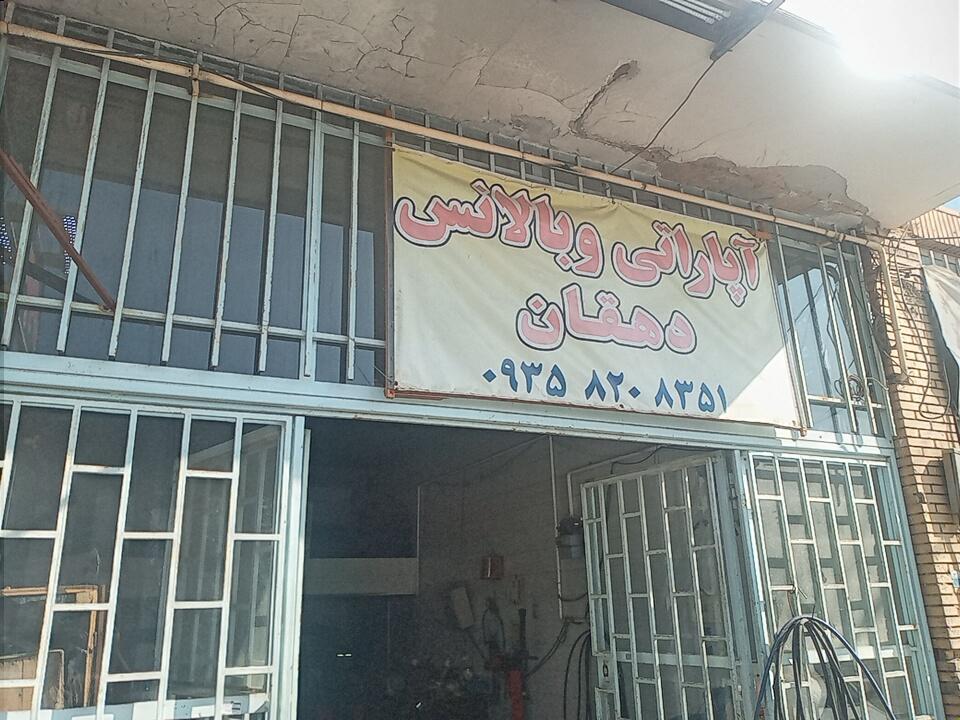 آپاراتی وبالانس
دهقان
۰۹۳۵ ۸۲۰ ۸۳۵۱